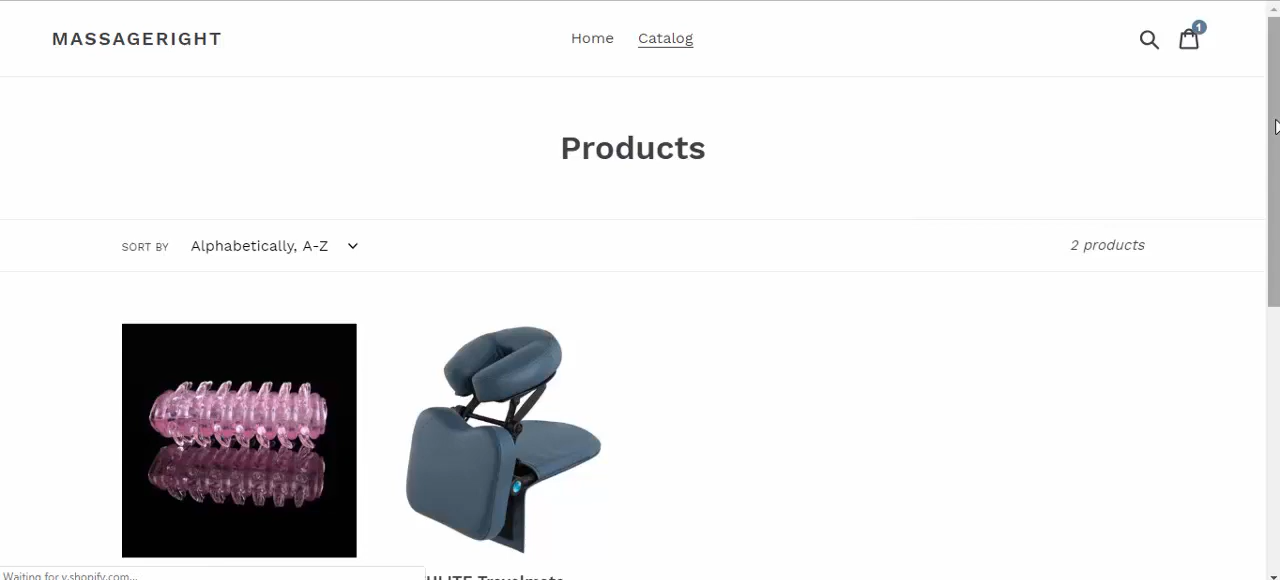 MASSAGERIGHT
Home Catalog
1
Products
SORT BY Alphabetically, A-Z
2 products
Waiting for v.shopify.com...